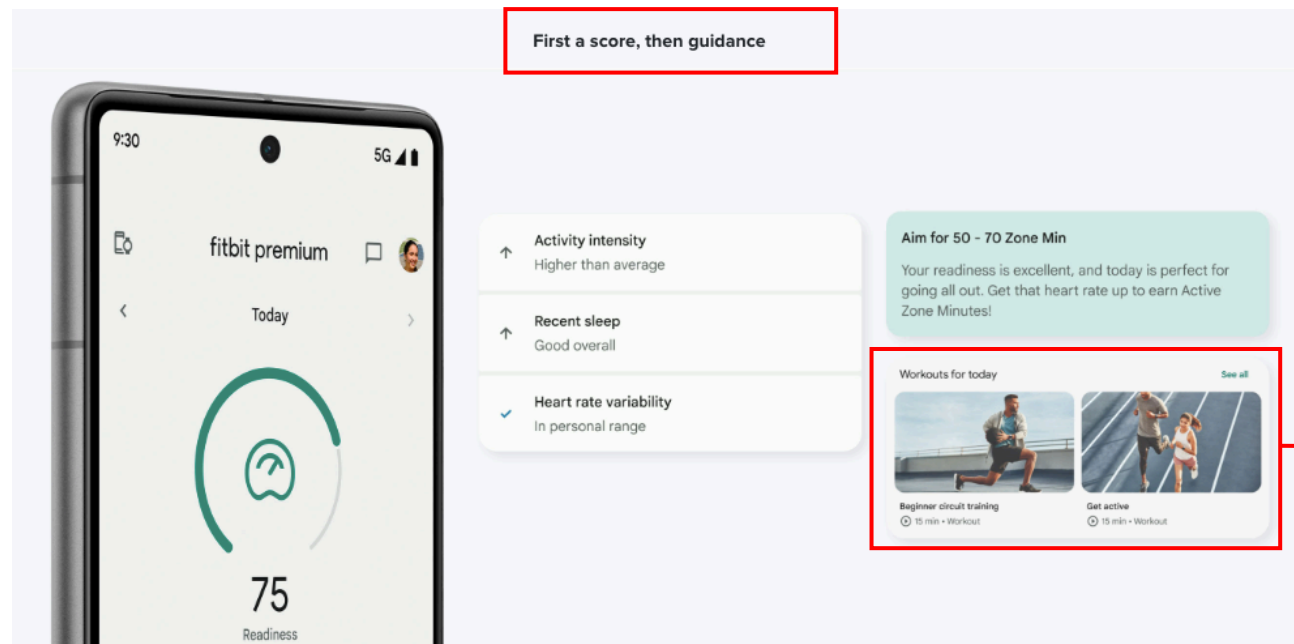 First a score, then guidance
9:30
5G
fitbit premium
Today
75
Readiness
Activity intensity
Higher than average
Recent sleep
Good overall
Heart rate variability
In personal range
Aim for 50 - 70 Zone Min
Your readiness is excellent, and today is perfect for
going all out. Get that heart rate up to earn Active
Zone Minutes!
Workouts for today
See all
Beginner circuit training
15 min • Workout
Get active
15 min • Workout